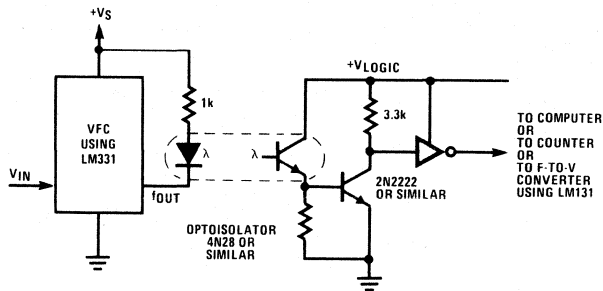 +VS
+VLOGIC
1k
3.3k
VFC
USING
LM331
λ
λ
TO COMPUTER
OR
TO COUNTER
OR
TO F-TO-V
CONVERTER
USING LM131
VIN
fOUT
2N2222
OR SIMILAR
OPTOISOLATOR
4N28 OR
SIMILAR